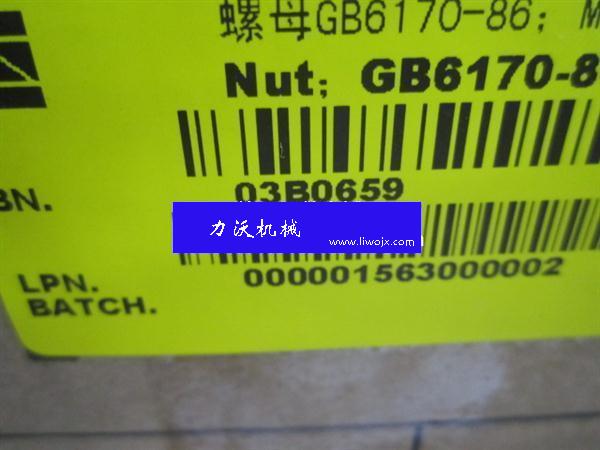 螺母GB6170-86；M
Nut；GB6170-8
BN.
03B0659
力沃机械
www.liwojx.com
LPN.
000001563000002
BATCH.